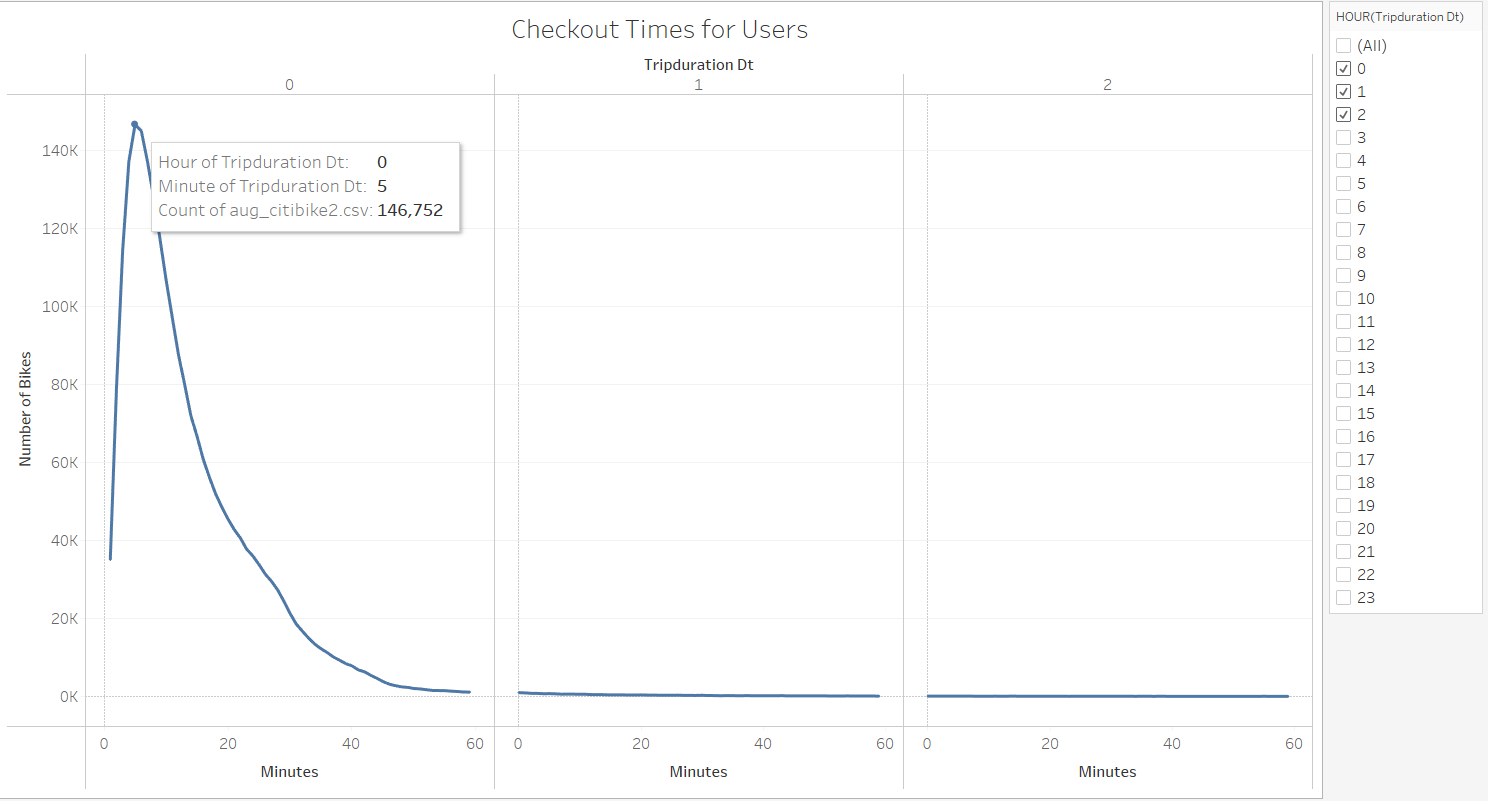 Checkout Times for Users
Tripduration Dt
0 1 2
140K
120K
100K
80K
60K
40K
20K
0K
Number of Bikes
Hour of Tripduration Dt: 0
Minute of Tripduration Dt: 5
Count of aug_citibike2.csv: 146,752
0 20 40 60 0 20 40 60 0 20 40 60
Minutes Minutes Minutes
HOUR(Tripduration Dt)
(All)
0
1
2
3
4
5
6
7
8
9
10
11
12
13
14
15
16
17
18
19
20
21
22
23